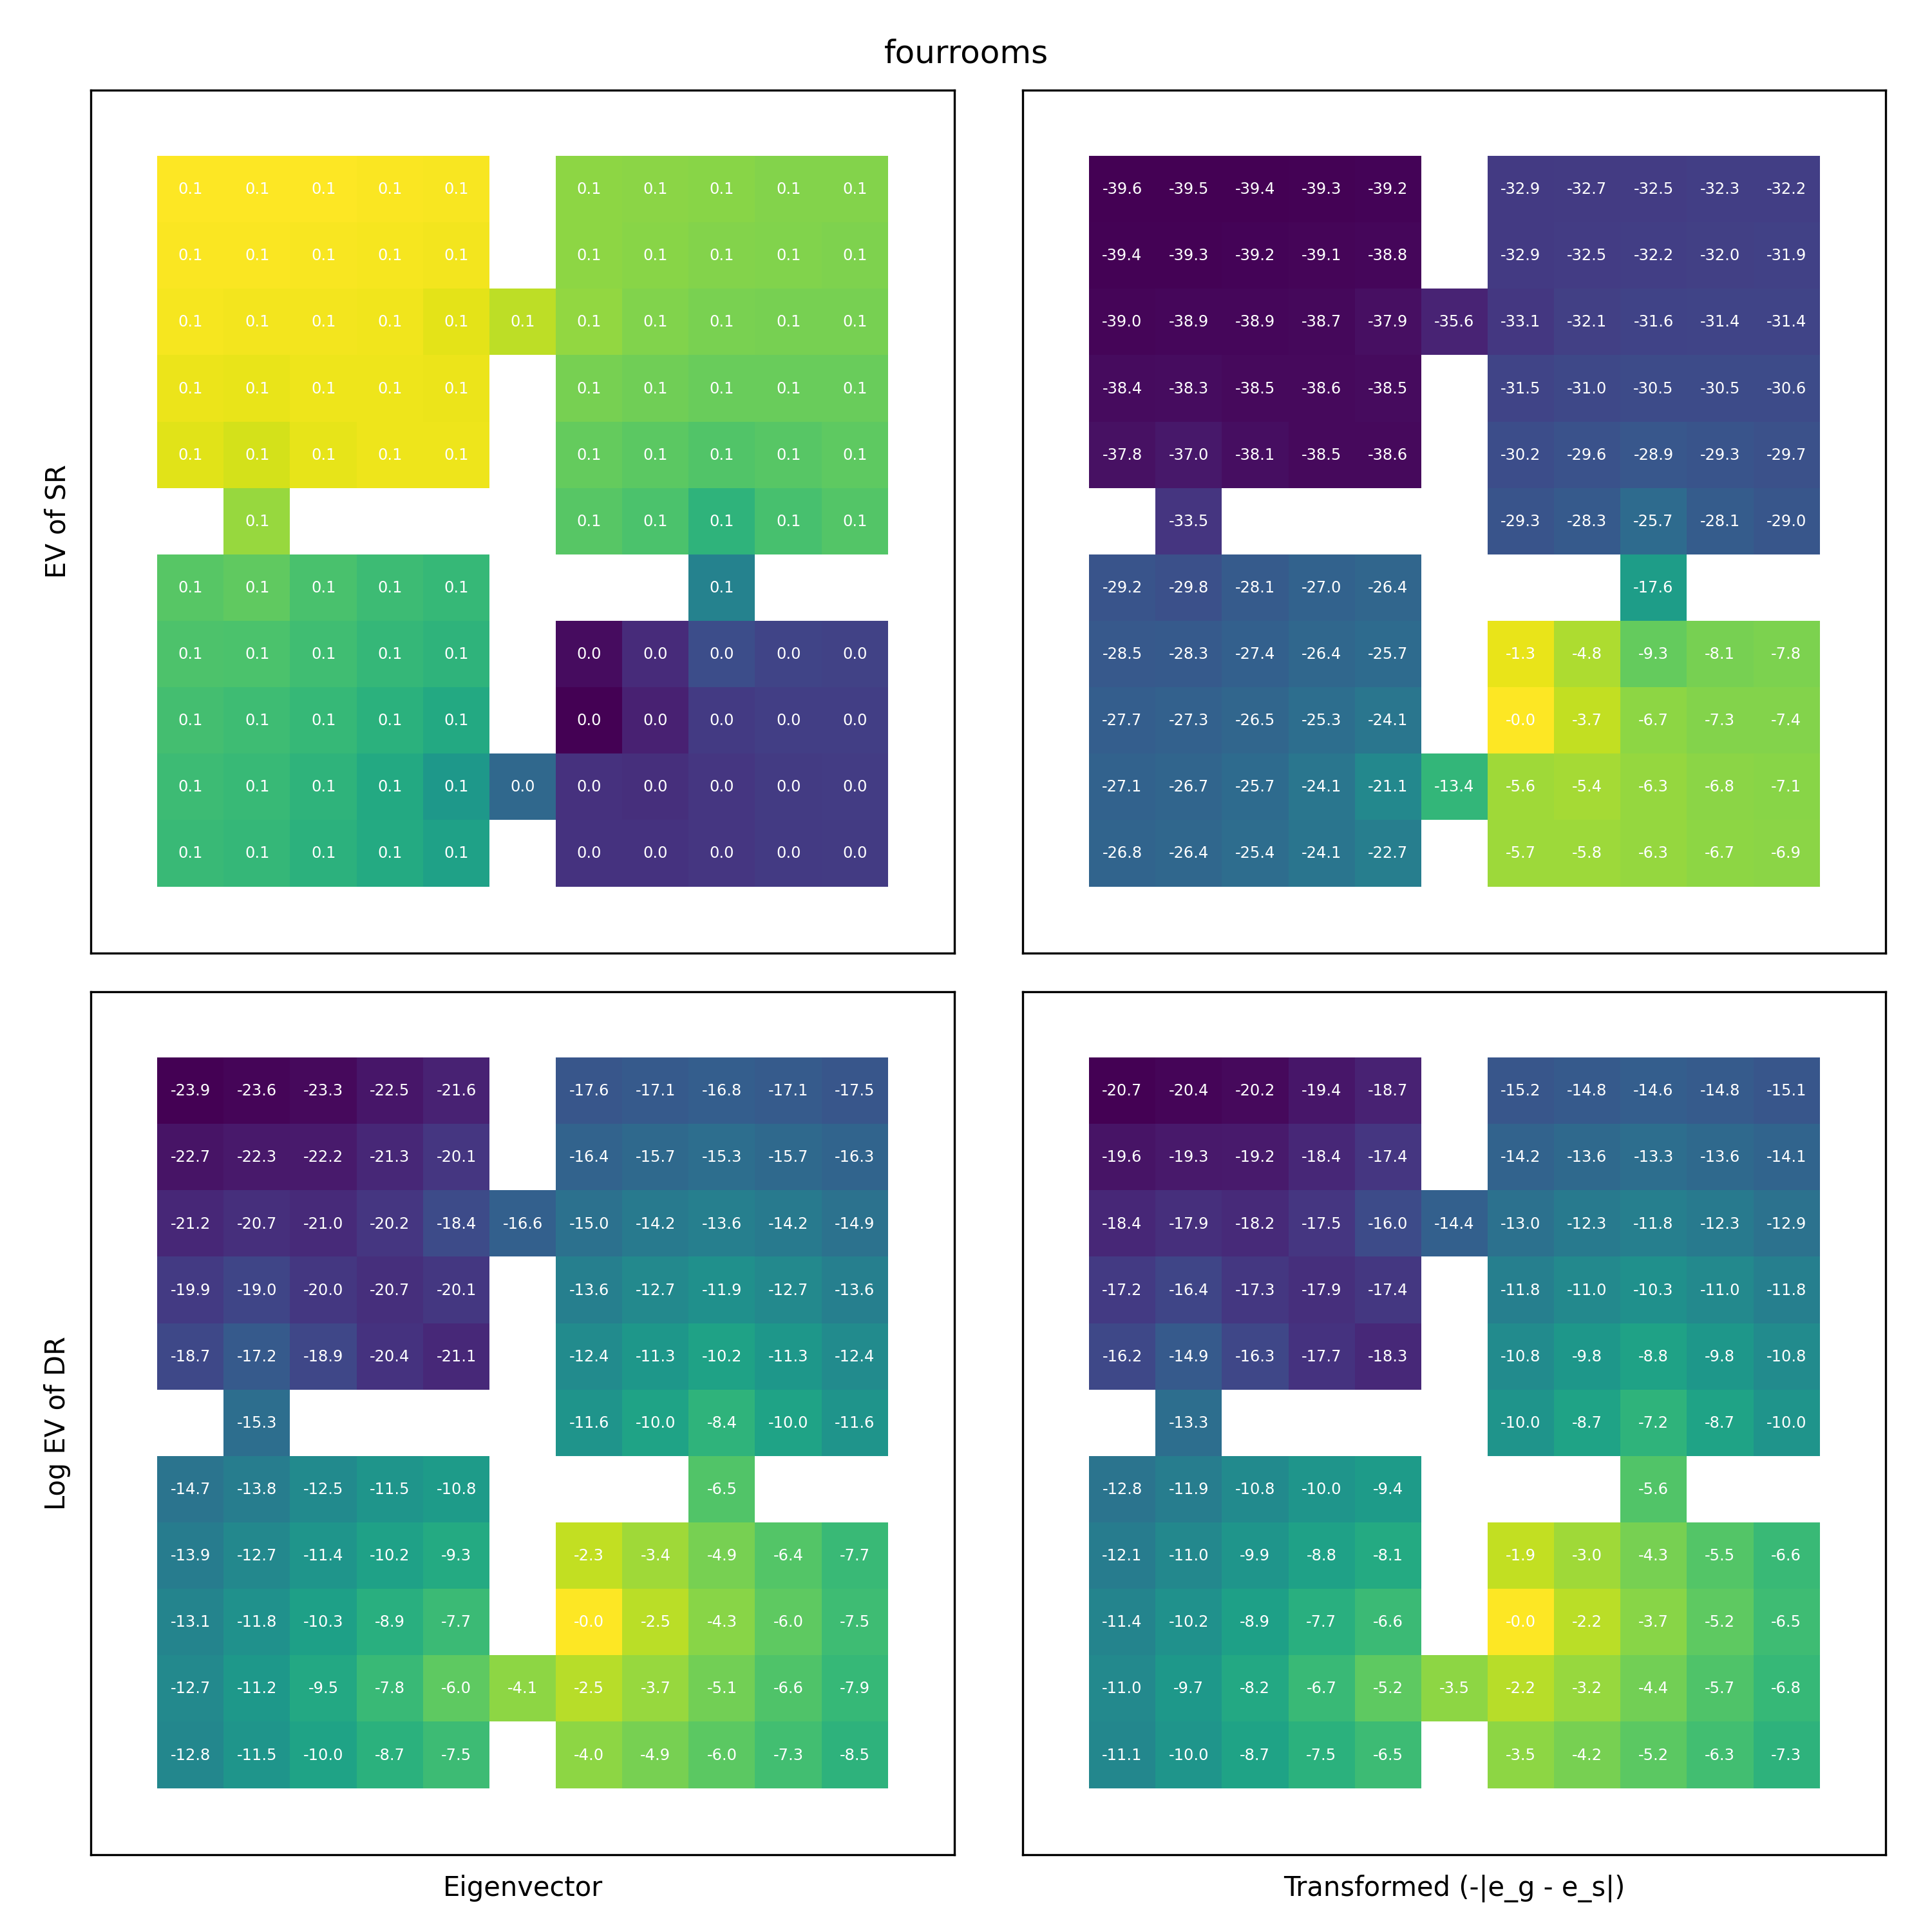 fourrooms
0.1 0.1 0.1 0.1 0.1 0.1 0.1 0.1 0.1 0.1 -39.6 -39.5 -39.4 -39.3 -39.2 -32.9 -32.7 -32.5 -32.3 -32.2
0.1 0.1 0.1 0.1 0.1 0.1 0.1 0.1 0.1 0.1 -39.4 -39.3 -39.2 -39.1 -38.8 -32.9 -32.5 -32.2 -32.0 -31.9
0.1 0.1 0.1 0.1 0.1 0.1 0.1 0.1 0.1 0.1 0.1 -39.0 -38.9 -38.9 -38.7 -37.9 -35.6 -33.1 -32.1 -31.6 -31.4 -31.4
0.1 0.1 0.1 0.1 0.1 0.1 0.1 0.1 0.1 0.1 -38.4 -38.3 -38.5 -38.6 -38.5 -31.5 -31.0 -30.5 -30.5 -30.6
0.1 0.1 0.1 0.1 0.1 0.1 0.1 0.1 0.1 0.1 -37.8 -37.0 -38.1 -38.5 -38.6 -30.2 -29.6 -28.9 -29.3 -29.7
EV of SR
0.1 0.1 0.1 0.1 0.1 0.1 -33.5 -29.3 -28.3 -25.7 -28.1 -29.0
0.1 0.1 0.1 0.1 0.1 0.1 -29.2 -29.8 -28.1 -27.0 -26.4 -17.6
0.1 0.1 0.1 0.1 0.1 0.0 0.0 0.0 0.0 0.0 -28.5 -28.3 -27.4 -26.4 -25.7 -1.3 -4.8 -9.3 -8.1 -7.8
0.1 0.1 0.1 0.1 0.1 0.0 0.0 0.0 0.0 0.0 -27.7 -27.3 -26.5 -25.3 -24.1 -0.0 -3.7 -6.7 -7.3 -7.4
0.1 0.1 0.1 0.1 0.1 0.0 0.0 0.0 0.0 0.0 0.0 -27.1 -26.7 -25.7 -24.1 -21.1 -13.4 -5.6 -5.4 -6.3 -6.8 -7.1
0.1 0.1 0.1 0.1 0.1 0.0 0.0 0.0 0.0 0.0 -26.8 -26.4 -25.4 -24.1 -22.7 -5.7 -5.8 -6.3 -6.7 -6.9
-23.9 -23.6 -23.3 -22.5 -21.6 -17.6 -17.1 -16.8 -17.1 -17.5 -20.7 -20.4 -20.2 -19.4 -18.7 -15.2 -14.8 -14.6 -14.8 -15.1
-22.7 -22.3 -22.2 -21.3 -20.1 -16.4 -15.7 -15.3 -15.7 -16.3 -19.6 -19.3 -19.2 -18.4 -17.4 -14.2 -13.6 -13.3 -13.6 -14.1
-21.2 -20.7 -21.0 -20.2 -18.4 -16.6 -15.0 -14.2 -13.6 -14.2 -14.9 -18.4 -17.9 -18.2 -17.5 -16.0 -14.4 -13.0 -12.3 -11.8 -12.3 -12.9
-19.9 -19.0 -20.0 -20.7 -20.1 -13.6 -12.7 -11.9 -12.7 -13.6 -17.2 -16.4 -17.3 -17.9 -17.4 -11.8 -11.0 -10.3 -11.0 -11.8
-18.7 -17.2 -18.9 -20.4 -21.1 -12.4 -11.3 -10.2 -11.3 -12.4 -16.2 -14.9 -16.3 -17.7 -18.3 -10.8 -9.8 -8.8 -9.8 -10.8
Log EV of DR
-15.3 -11.6 -10.0 -8.4 -10.0 -11.6 -13.3 -10.0 -8.7 -7.2 -8.7 -10.0
-14.7 -13.8 -12.5 -11.5 -10.8 -6.5 -12.8 -11.9 -10.8 -10.0 -9.4 -5.6
-13.9 -12.7 -11.4 -10.2 -9.3 -2.3 -3.4 -4.9 -6.4 -7.7 -12.1 -11.0 -9.9 -8.8 -8.1 -1.9 -3.0 -4.3 -5.5 -6.6
-13.1 -11.8 -10.3 -8.9 -7.7 -0.0 -2.5 -4.3 -6.0 -7.5 -11.4 -10.2 -8.9 -7.7 -6.6 -0.0 -2.2 -3.7 -5.2 -6.5
-12.7 -11.2 -9.5 -7.8 -6.0 -4.1 -2.5 -3.7 -5.1 -6.6 -7.9 -11.0 -9.7 -8.2 -6.7 -5.2 -3.5 -2.2 -3.2 -4.4 -5.7 -6.8
-12.8 -11.5 -10.0 -8.7 -7.5 -4.0 -4.9 -6.0 -7.3 -8.5 -11.1 -10.0 -8.7 -7.5 -6.5 -3.5 -4.2 -5.2 -6.3 -7.3
Eigenvector
Transformed (-|e_g - e_s|)